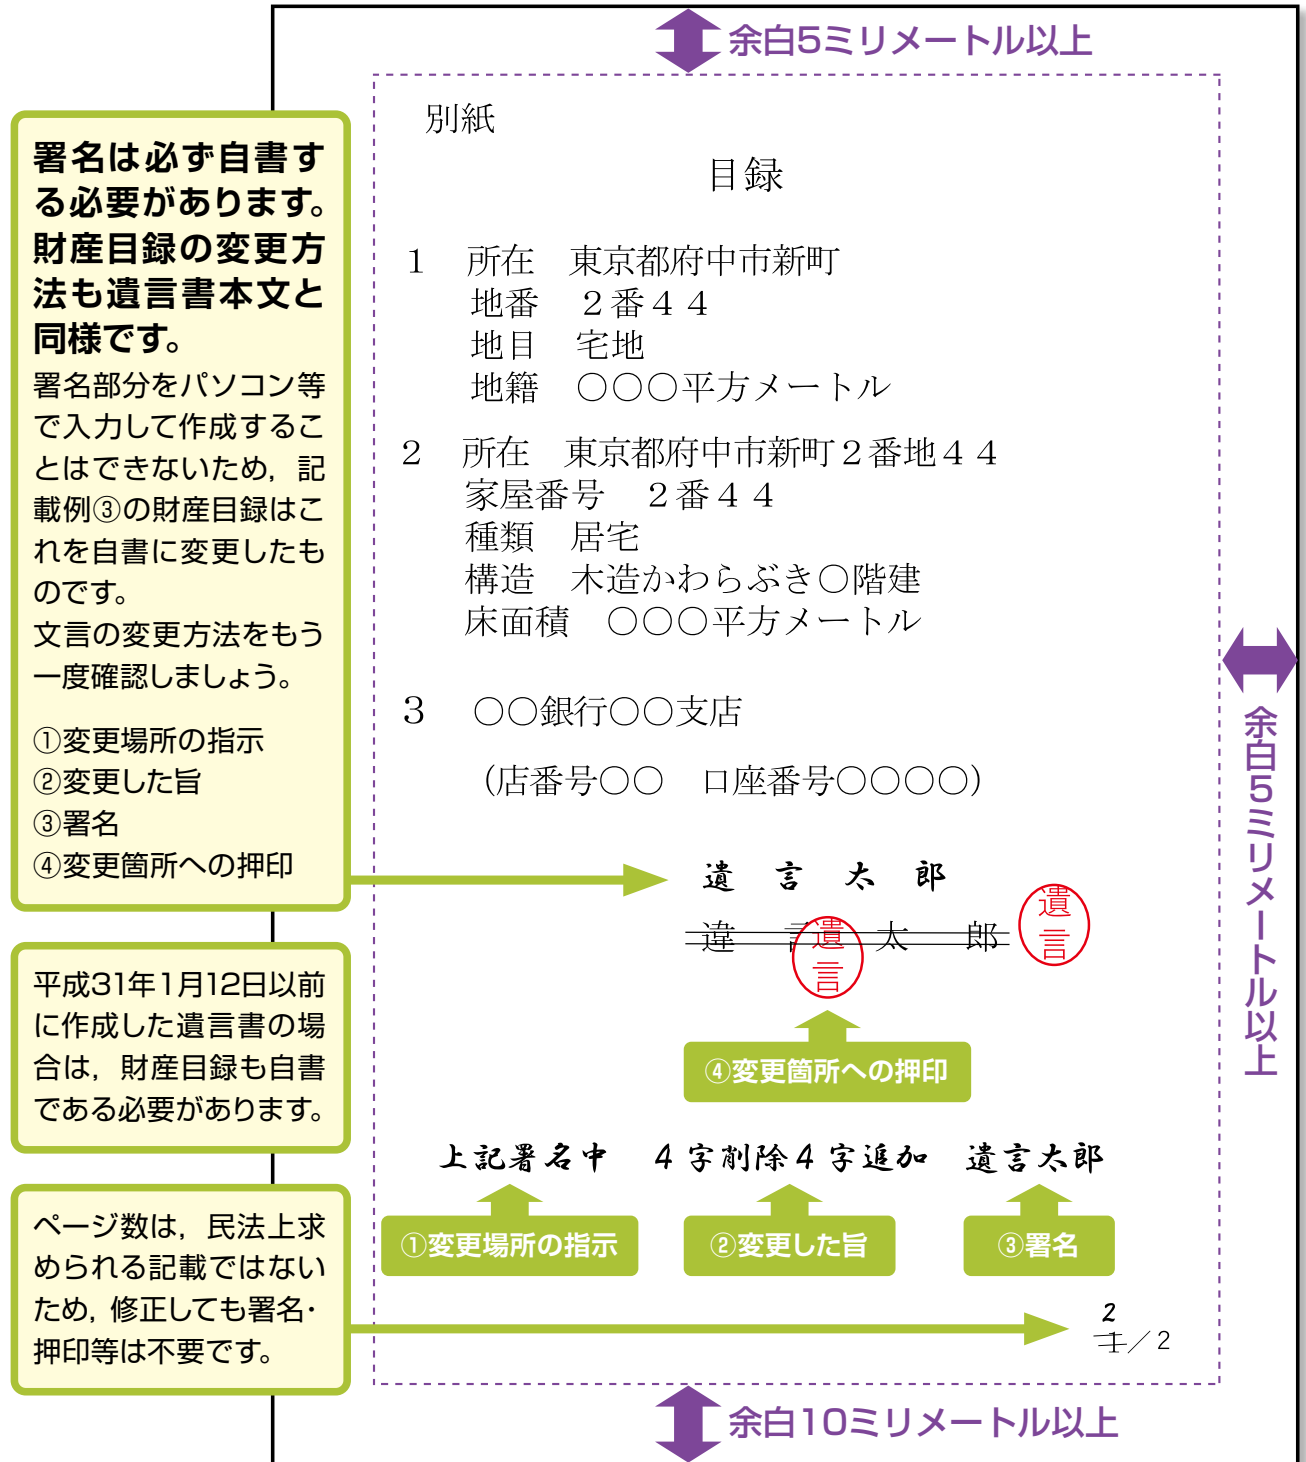 余白5ミリメートル以上
別紙
目録
署名は必ず自書す
る必要があります。
財産目録の変更方
法も遺言書本文と
同様です。
署名部分をパソコン等
で入力して作成するこ
とはできないため，記
載例③の財産目録はこ
れを自書に変更したも
のです。
文言の変更方法をもう
一度確認しましょう。
①変更場所の指示
②変更した旨
③署名
④変更箇所への押印
1 所在 東京都府中市新町
地番 ２番４４
地目 宅地
地籍 ○○○平方メートル
2 所在 東京都府中市新町２番地４４
家屋番号 ２番４４
種類 居宅
構造 木造かわらぶき○階建
床面積 ○○○平方メートル
3 ○○銀行○○支店
（店番号○○ 口座番号○○○○）
余白5ミリメートル以上
遺 言 太 郎
違 言 太 郎
遺言
遺言
④変更箇所への押印
平成31年1月12日以前
に作成した遺言書の場
合は，財産目録も自書
である必要があります。
上記署名中 4字削除4字追加 遺言太郎
①変更場所の指示
②変更した旨
③署名
ページ数は，民法上求
められる記載ではない
ため，修正しても署名・
押印等は不要です。
2
1／2
余白10ミリメートル以上